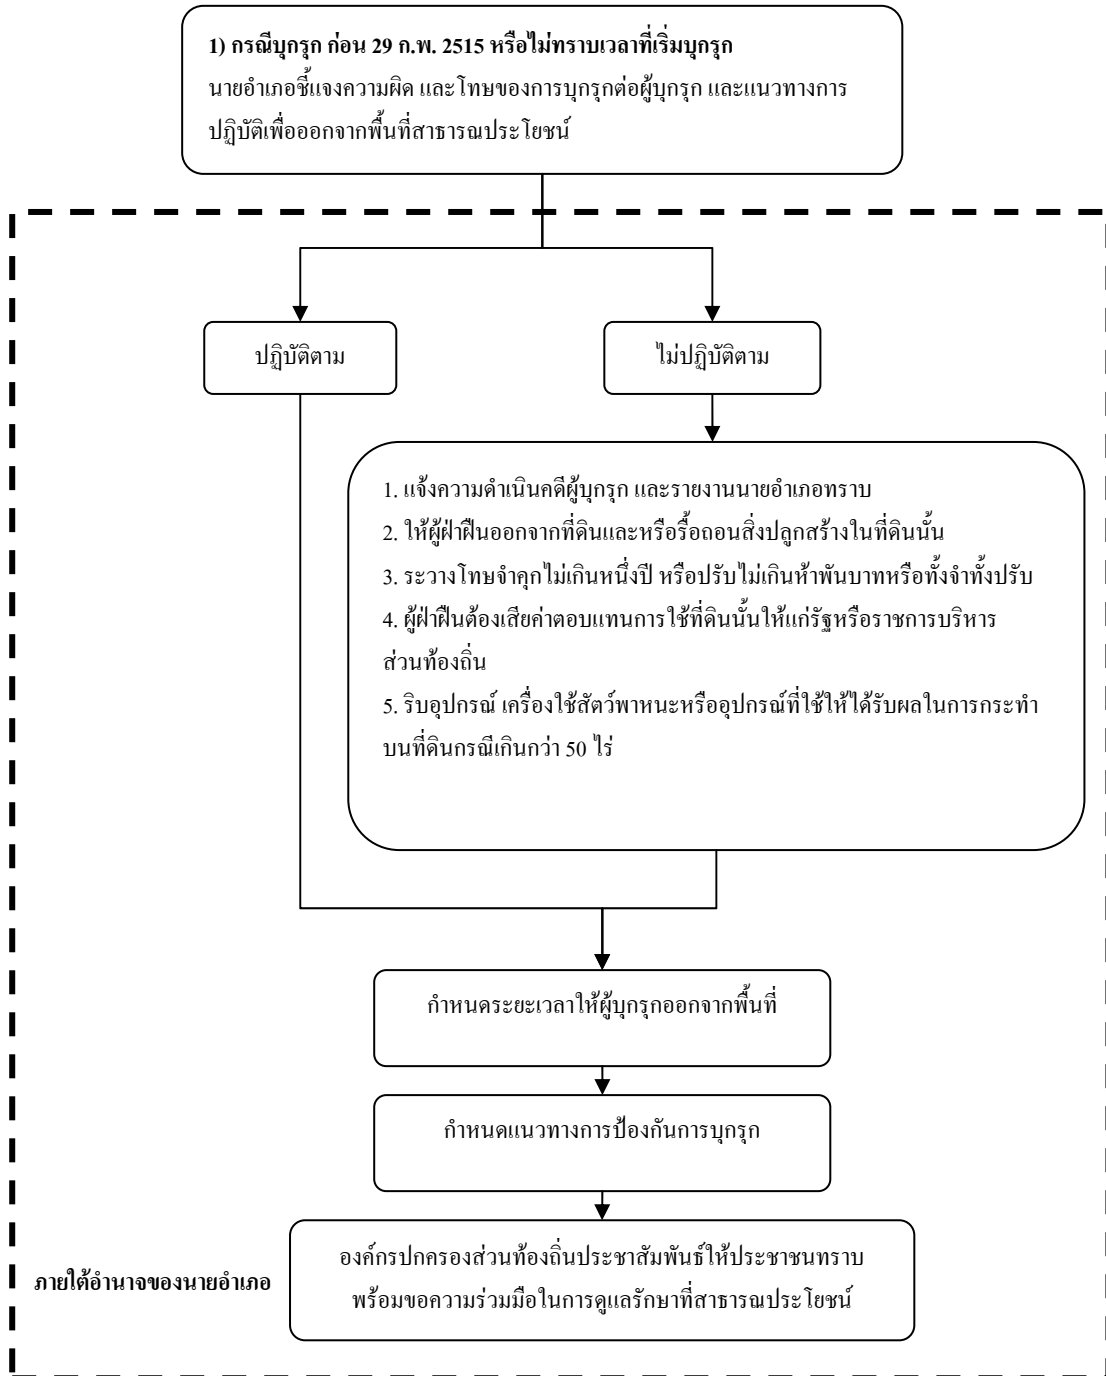 1) กรณีบุกรุก ก่อน 29 ก.พ. 2515 หรือไม่ทราบเวลาที่เริ่มบุกรุก
นายอำเภอชี้แจงความผิด และโทษของการบุกรุกต่อผู้บุกรุก และแนวทางการ
ปฏิบัติเพื่อออกจากพื้นที่สาธารณประโยชน์
ปฏิบัติตาม
ไม่ปฏิบัติตาม
1. แจ้งความดำเนินคดีผู้บุกรุก และรายงานนายอำเภอทราบ
2. ให้ผู้ฝ่าฝืนออกจากที่ดินและหรือรื้อถอนสิ่งปลูกสร้างในที่ดินนั้น
3. ระวางโทษจำคุกไม่เกินหนึ่งปี หรือปรับไม่เกินห้าพันบาทหรือทั้งจำทั้งปรับ
4. ผู้ฝ่าฝืนต้องเสียค่าตอบแทนการใช้ที่ดินนั้นให้แก่รัฐหรือราชการบริหาร
ส่วนท้องถิ่น
5. ริบอุปกรณ์ เครื่องใช้สัตว์พาหนะหรืออุปกรณ์ที่ใช้ให้ได้รับผลในการกระทำ
บนที่ดินกรณีเกินกว่า 50 ไร่
กำหนดระยะเวลาให้ผู้บุกรุกออกจากพื้นที่
กำหนดแนวทางการป้องกันการบุกรุก
องค์กรปกครองส่วนท้องถิ่นประชาสัมพันธ์ให้ประชาชนทราบ
พร้อมขอความร่วมมือในการดูแลรักษาที่สาธารณประโยชน์
ภายใต้อำนาจของนายอำเภอ